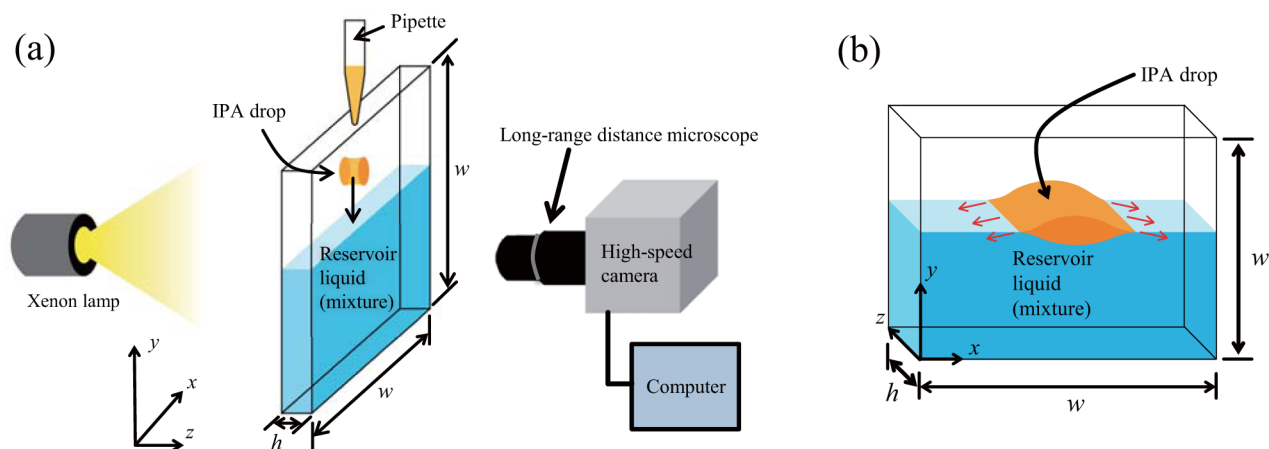 (a)
Pipette
IPA drop
Long-range distance microscope
w
Reservoir
liquid
(mixture)
High-speed
camera
Xenon lamp
y
x
z
h
w
Computer
(b)
IPA drop
Reservoir
liquid
(mixture)
w
y
z
x
h
w